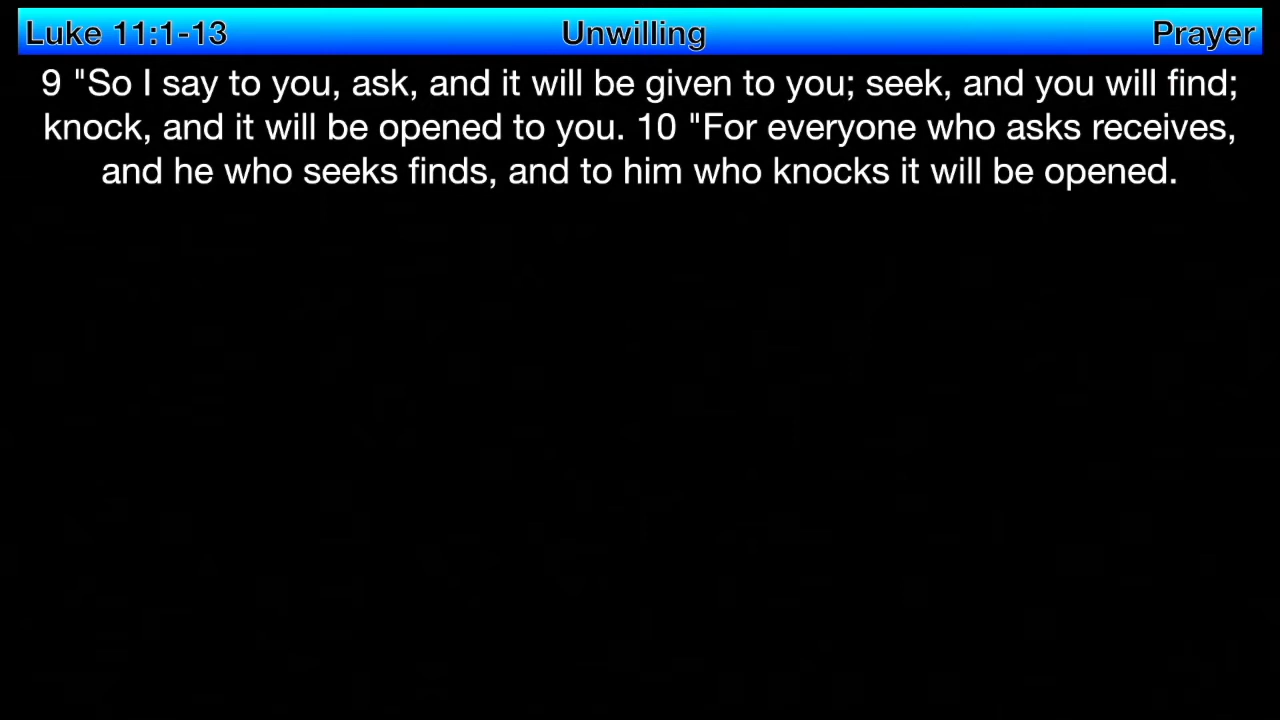 Luke 11:1-13 Unwilling Prayer
9 "So I say to you, ask, and it will be given to you; seek, and you will find;
knock, and it will be opened to you. 10 "For everyone who asks receives,
and he who seeks finds, and to him who knocks it will be opened.